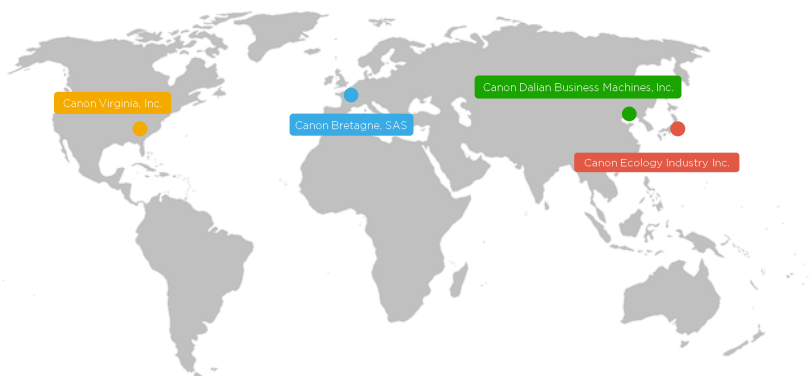 Canon Dalian Business Machines, Inc.
Canon Virginia, Inc.
Canon Bretagne, SAS
Canon Ecology Industry Inc.